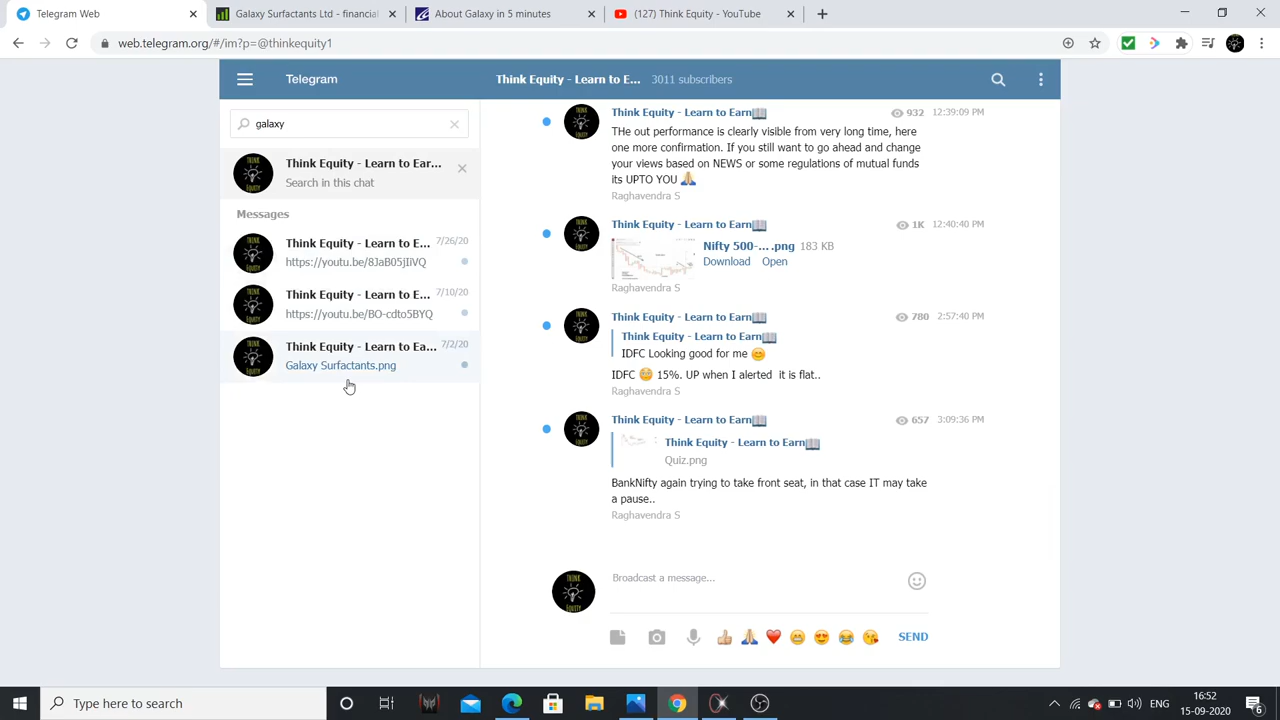 Telegram Web
Galaxy Surfactants Ltd - financial
About Galaxy in 5 minutes
(127) Think Equity - YouTube
web.telegram.org/#/im?p=@thinkequity1
Telegram
Think Equity - Learn to E... 3011 subscribers
galaxy
Think Equity - Learn to Ear...
Search in this chat
Messages
Think Equity - Learn to E... 7/26/20
https://youtu.be/8JaB05jIiVQ
Think Equity - Learn to E... 7/10/20
https://youtu.be/BO-cdto5BYQ
Think Equity - Learn to Ea... 7/2/20
Galaxy Surfactants.png
Think Equity - Learn to Earn📖 932 12:39:09 PM
THe out performance is clearly visible from very long time, here
one more confirmation. If you still want to go ahead and change
your views based on NEWS or some regulations of mutual funds
its UPTO YOU 🙏
Raghavendra S
Think Equity - Learn to Earn📖 1K 12:40:40 PM
Nifty 500-... .png 183 KB
Download Open
Raghavendra S
Think Equity - Learn to Earn📖 780 2:57:40 PM
Think Equity - Learn to Earn📖
IDFC Looking good for me 😊
IDFC 😳 15%. UP when I alerted it is flat..
Raghavendra S
Think Equity - Learn to Earn📖 657 3:09:36 PM
Think Equity - Learn to Earn📖
Quiz.png
BankNifty again trying to take front seat, in that case IT may take
a pause..
Raghavendra S
THINK
EQUITY
Broadcast a message...
SEND
Type here to search
ENG
16:52
15-09-2020
6